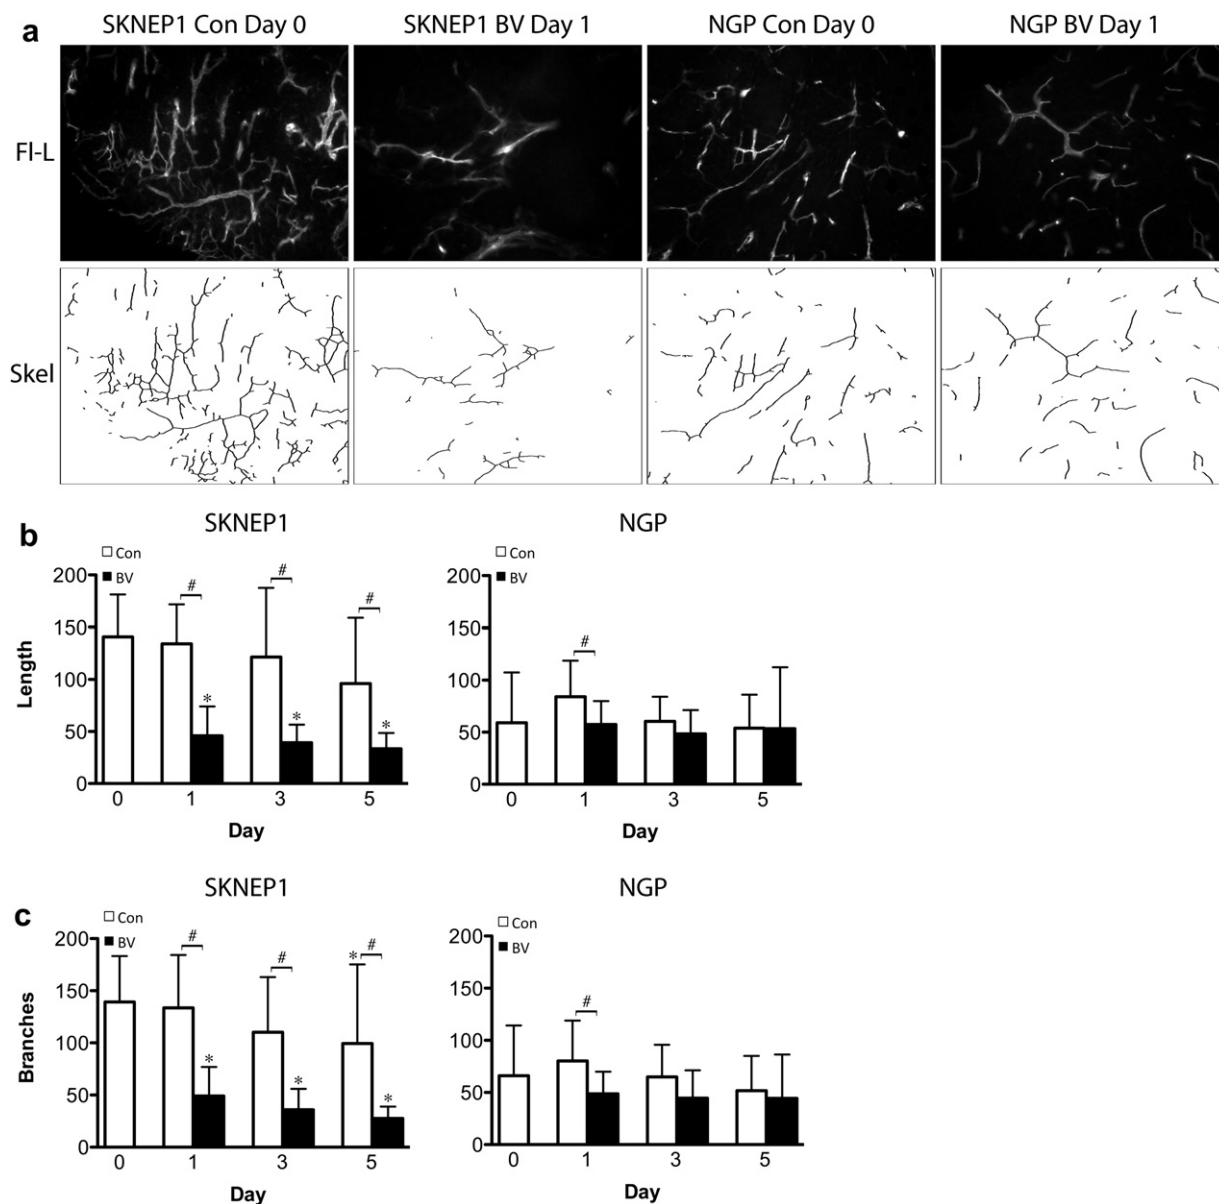 a
SKNEP1 Con Day 0
SKNEP1 BV Day 1
NGP Con Day 0
NGP BV Day 1
Fl-L
Skel
b
SKNEP1
NGP
Con
BV
Con
BV
200
150
100
50
0
Length
#
#
#
*
*
*
0
1
3
5
Day
200
150
100
50
0
#
0
1
3
5
Day
c
SKNEP1
NGP
Con
BV
Con
BV
200
150
100
50
0
Branches
#
#
*
#
*
*
*
0
1
3
5
Day
200
150
100
50
0
#
0
1
3
5
Day